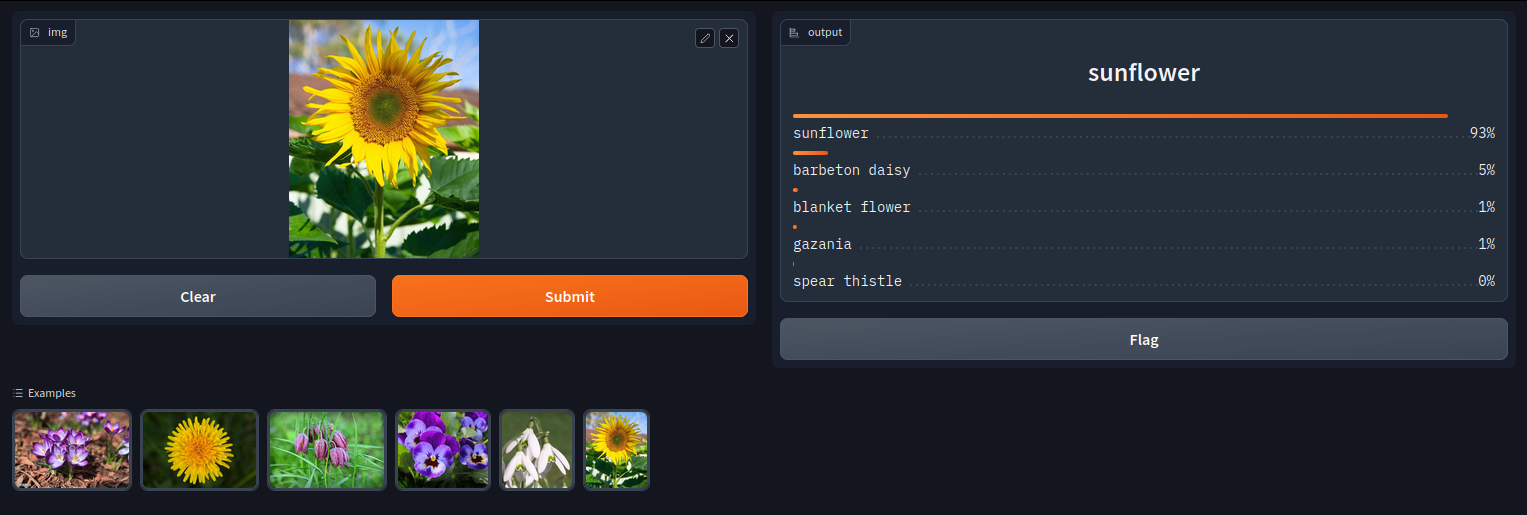 img
Clear
Submit
output
sunflower
sunflower 93%
barbeton daisy 5%
blanket flower 1%
gazania 1%
spear thistle 0%
Flag
Examples